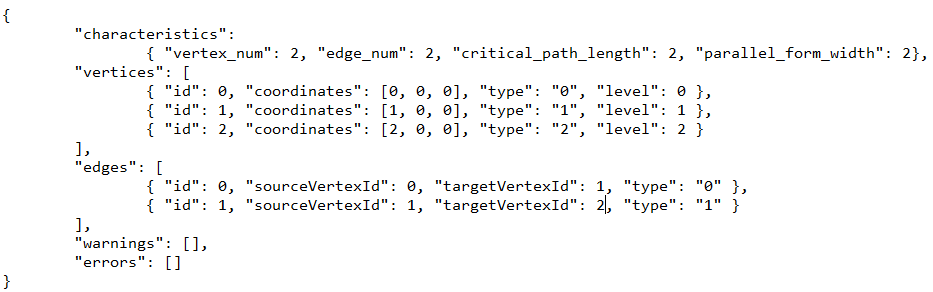 {
"characteristics":
{ "vertex_num": 2, "edge_num": 2, "critical_path_length": 2, "parallel_form_width": 2},
"vertices": [
{ "id": 0, "coordinates": [0, 0, 0], "type": "0", "level": 0 },
{ "id": 1, "coordinates": [1, 0, 0], "type": "1", "level": 1 },
{ "id": 2, "coordinates": [2, 0, 0], "type": "2", "level": 2 }
],
"edges": [
{ "id": 0, "sourceVertexId": 0, "targetVertexId": 1, "type": "0" },
{ "id": 1, "sourceVertexId": 1, "targetVertexId": 2, "type": "1" }
],
"warnings": [],
"errors": []
}